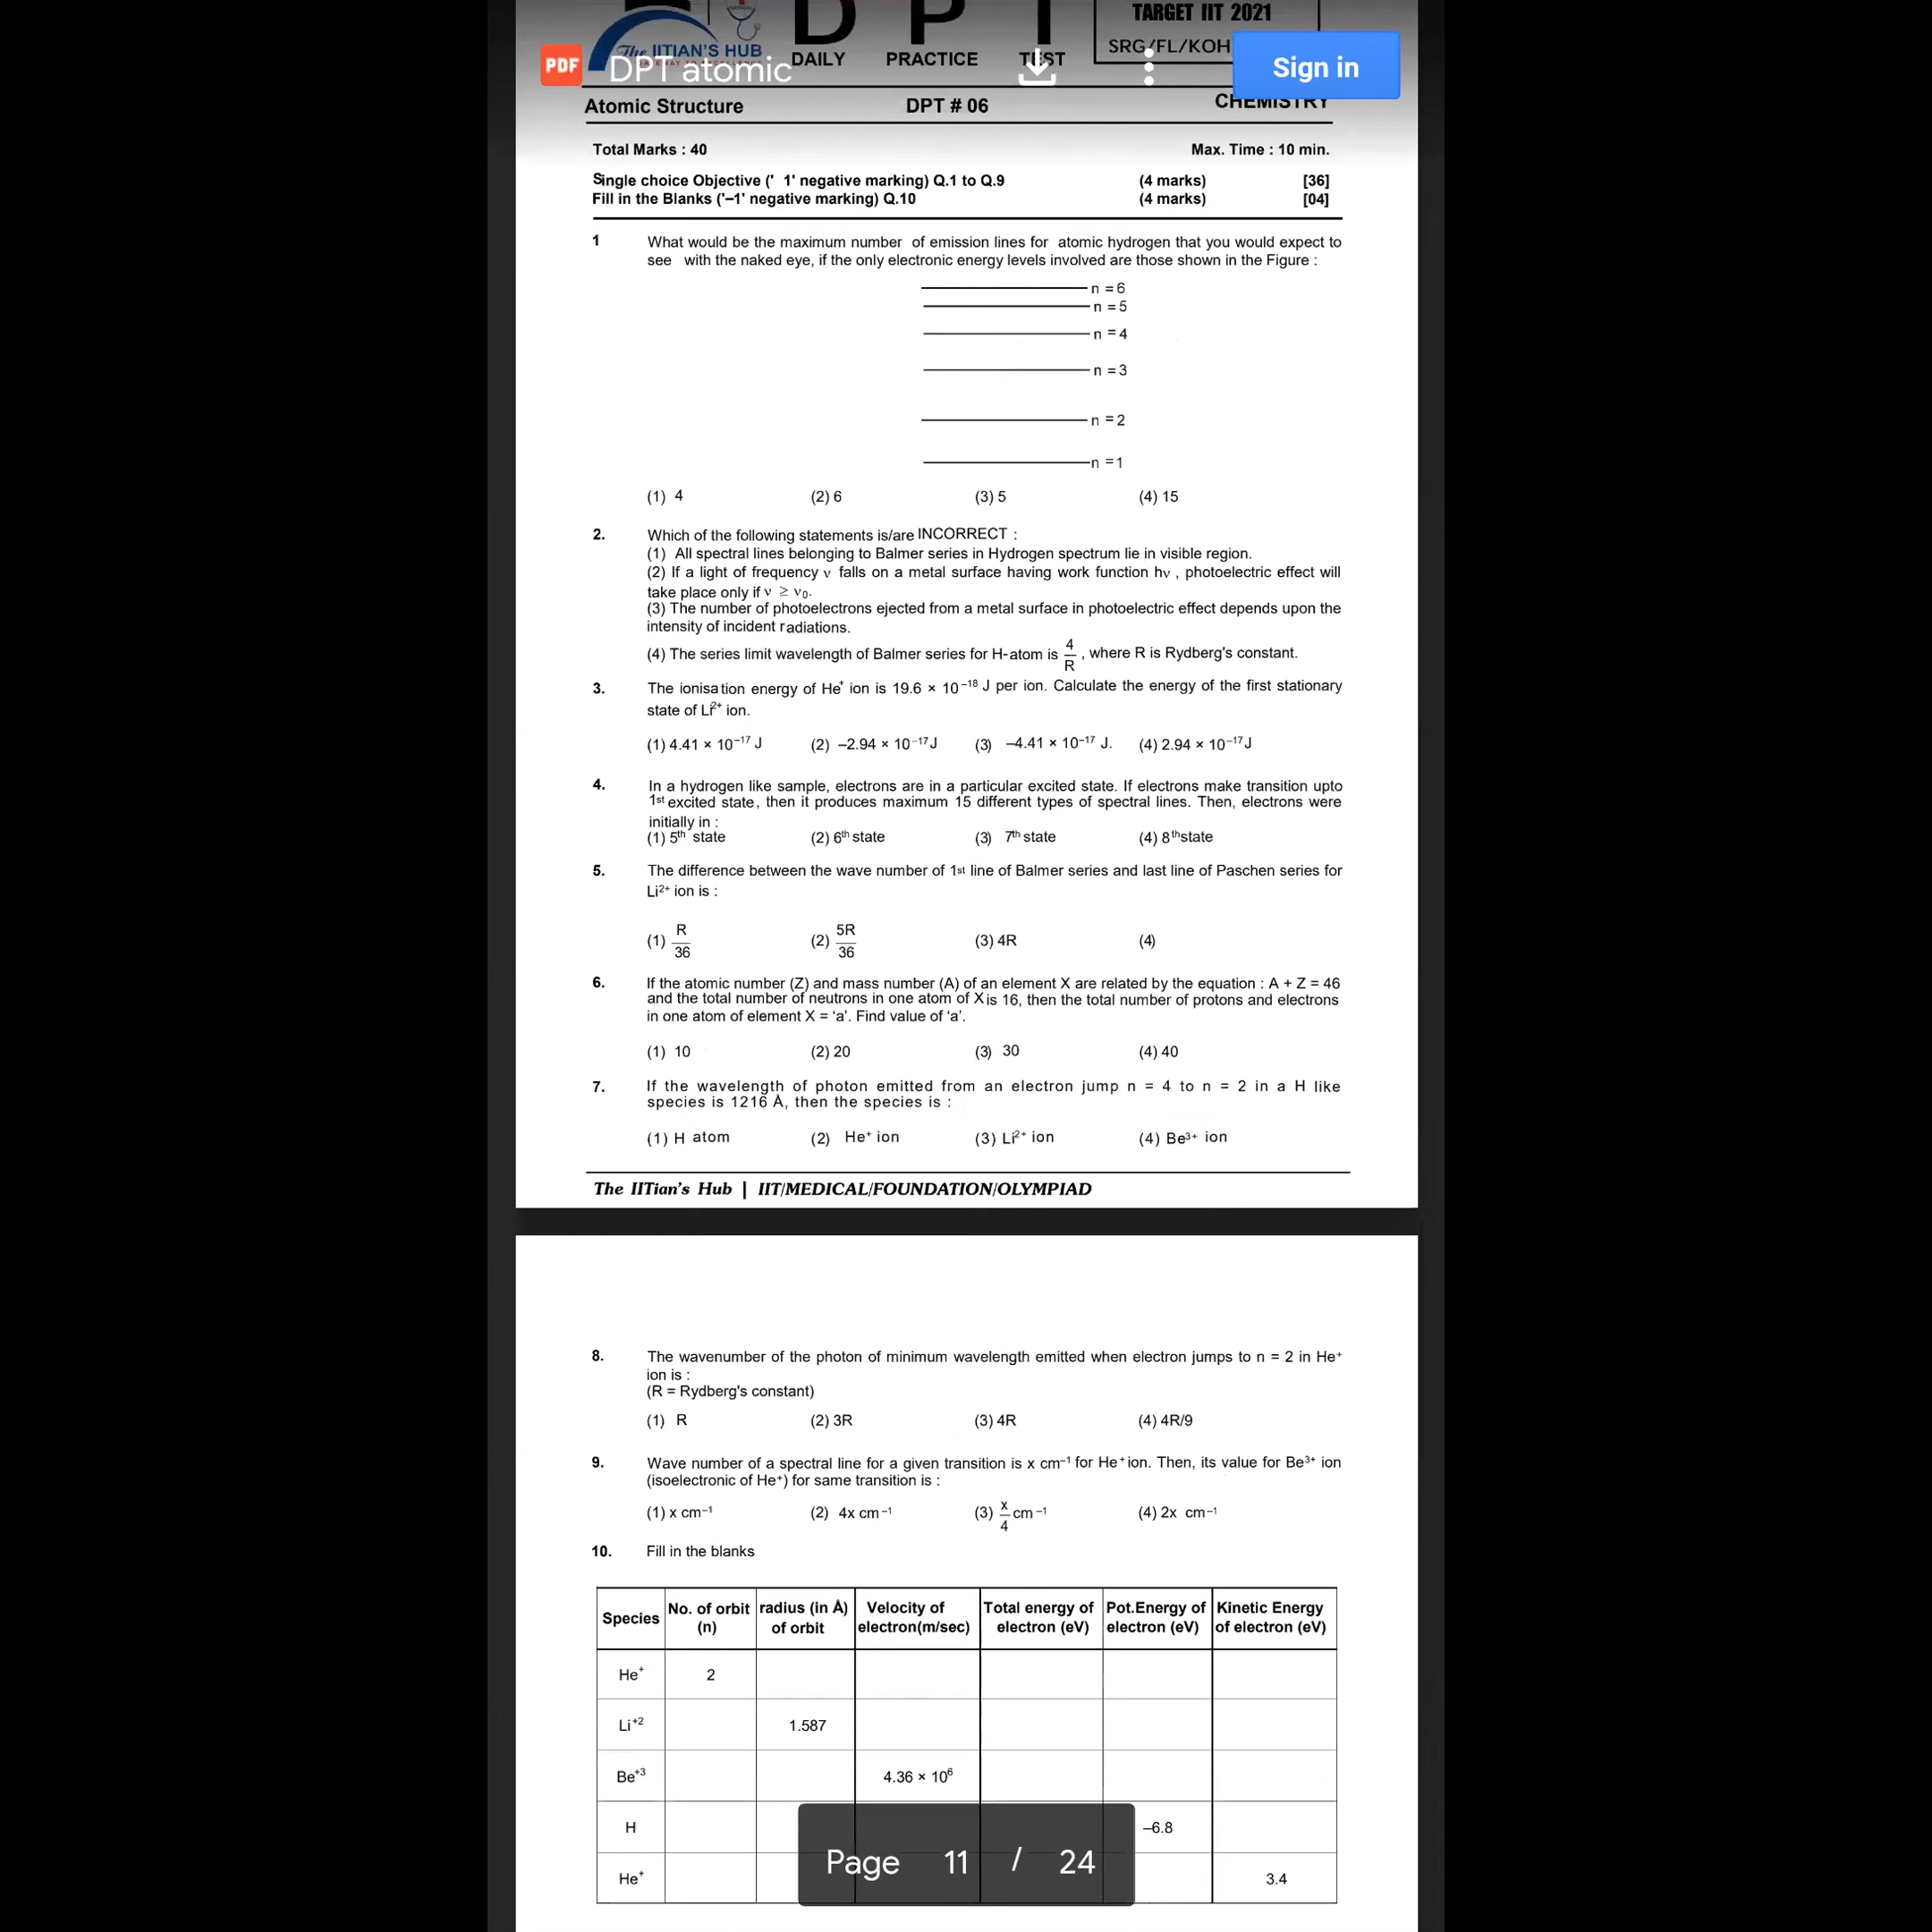 D P T
TARGET IIT 2021
The IITIAN'S HUB
DAILY PRACTICE TEST
SRG/FL/KOH
PDF DPT atomic
Sign in
Atomic Structure DPT # 06 CHEMISTRY
Total Marks : 40 Max. Time : 10 min.
Single choice Objective (' 1' negative marking) Q.1 to Q.9 (4 marks) [36]
Fill in the Blanks ('–1' negative marking) Q.10 (4 marks) [04]
1 What would be the maximum number of emission lines for atomic hydrogen that you would expect to
see with the naked eye, if the only electronic energy levels involved are those shown in the Figure :
n = 6
n = 5
n = 4
n = 3
n = 2
n = 1
(1) 4 (2) 6 (3) 5 (4) 15
2. Which of the following statements is/are INCORRECT :
(1) All spectral lines belonging to Balmer series in Hydrogen spectrum lie in visible region.
(2) If a light of frequency ν falls on a metal surface having work function hν , photoelectric effect will
take place only if ν ≥ ν₀.
(3) The number of photoelectrons ejected from a metal surface in photoelectric effect depends upon the
intensity of incident radiations.
(4) The series limit wavelength of Balmer series for H-atom is 4/R , where R is Rydberg's constant.
3. The ionisation energy of He⁺ ion is 19.6 × 10⁻¹⁸ J per ion. Calculate the energy of the first stationary
state of Li²⁺ ion.
(1) 4.41 × 10⁻¹⁷ J (2) –2.94 × 10⁻¹⁷J (3) –4.41 × 10⁻¹⁷ J. (4) 2.94 × 10⁻¹⁷J
4. In a hydrogen like sample, electrons are in a particular excited state. If electrons make transition upto
1st excited state, then it produces maximum 15 different types of spectral lines. Then, electrons were
initially in :
(1) 5th state (2) 6th state (3) 7th state (4) 8th state
5. The difference between the wave number of 1st line of Balmer series and last line of Paschen series for
Li²⁺ ion is :
(1) R/36 (2) 5R/36 (3) 4R (4)
6. If the atomic number (Z) and mass number (A) of an element X are related by the equation : A + Z = 46
and the total number of neutrons in one atom of X is 16, then the total number of protons and electrons
in one atom of element X = ‘a’. Find value of ‘a’.
(1) 10 (2) 20 (3) 30 (4) 40
7. If the wavelength of photon emitted from an electron jump n = 4 to n = 2 in a H like
species is 1216 Å, then the species is :
(1) H atom (2) He⁺ ion (3) Li²⁺ ion (4) Be³⁺ ion
The IITian's Hub | IIT/MEDICAL/FOUNDATION/OLYMPIAD
8. The wavenumber of the photon of minimum wavelength emitted when electron jumps to n = 2 in He⁺
ion is :
(R = Rydberg's constant)
(1) R (2) 3R (3) 4R (4) 4R/9
9. Wave number of a spectral line for a given transition is x cm⁻¹ for He⁺ ion. Then, its value for Be³⁺ ion
(isoelectronic of He⁺) for same transition is :
(1) x cm⁻¹ (2) 4x cm⁻¹ (3) x/4 cm⁻¹ (4) 2x cm⁻¹
10. Fill in the blanks
Species No. of orbit (n) radius (in Å) of orbit Velocity of electron(m/sec) Total energy of electron (eV) Pot.Energy of electron (eV) Kinetic Energy of electron (eV)
He⁺ 2
Li⁺² 1.587
Be⁺³ 4.36 × 10⁶
H –6.8
He⁺ 3.4
Page 11 / 24